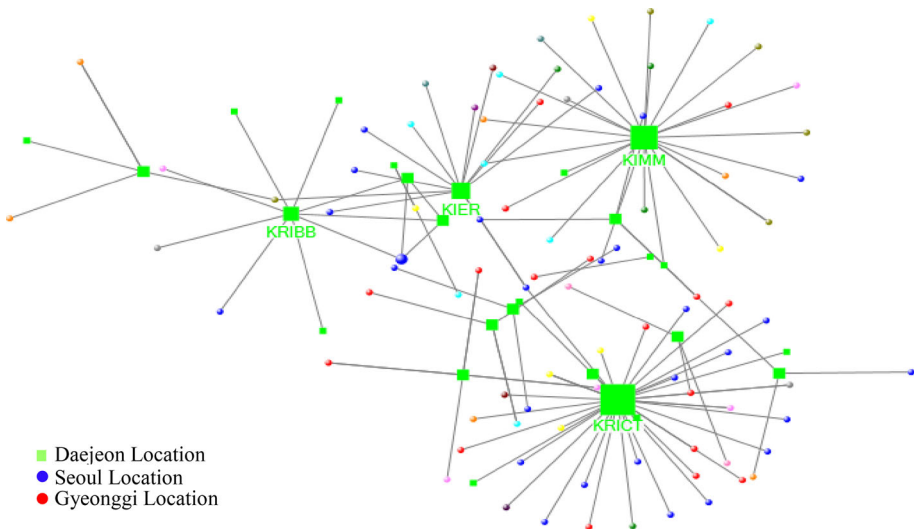 KIMM
KIER
KRIBB
KRICT
Daejeon Location
Seoul Location
Gyeonggi Location